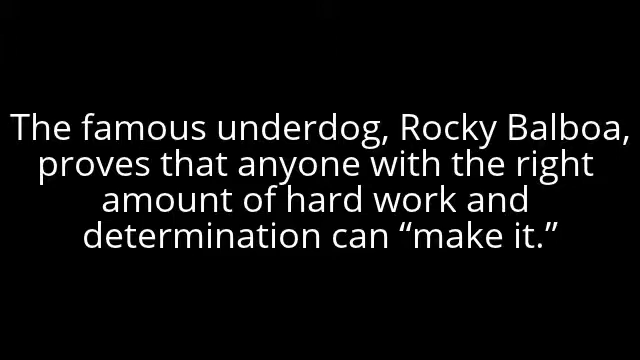 The famous underdog, Rocky Balboa,
proves that anyone with the right
amount of hard work and
determination can “make it.”